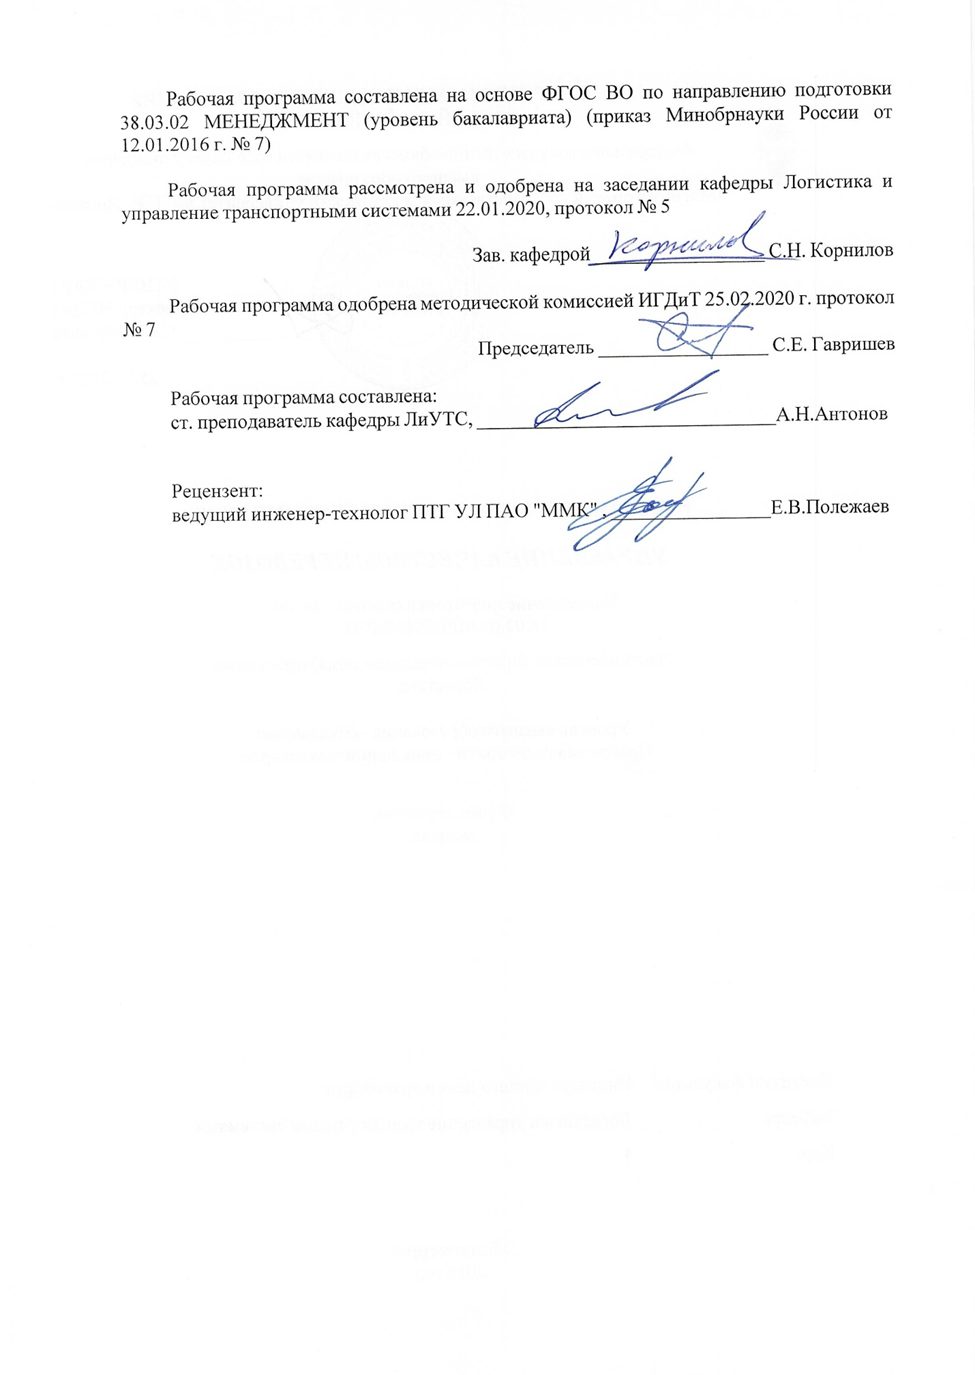 Рабочая программа составлена на основе ФГОС ВО по направлению подготовки
38.03.02 МЕНЕДЖМЕНТ (уровень бакалавриата) (приказ Минобрнауки России от
12.01.2016 г. № 7)
Рабочая программа рассмотрена и одобрена на заседании кафедры Логистика и
управление транспортными системами 22.01.2020, протокол № 5
Зав. кафедрой Корнилов С.Н. Корнилов
Рабочая программа одобрена методической комиссией ИГДиТ 25.02.2020 г. протокол
№ 7
Председатель С.Е. Гавришев
Рабочая программа составлена:
ст. преподаватель кафедры ЛиУТС, А.Н.Антонов
Рецензент:
ведущий инженер-технолог ПТГ УЛ ПАО "ММК" , Е.В.Полежаев